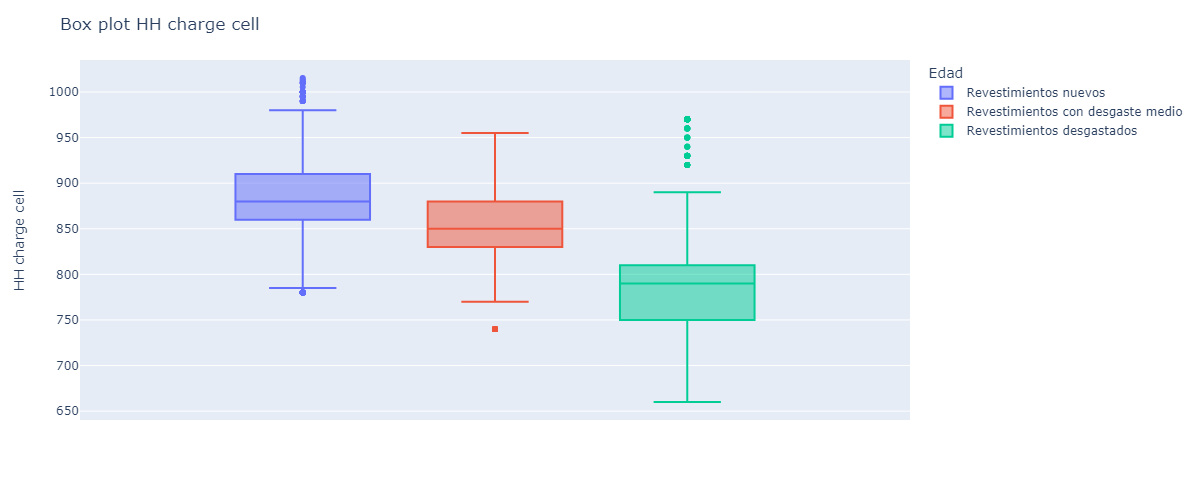 Box plot HH charge cell
1000
950
900
850
800
750
700
650
HH charge cell
Edad
Revestimientos nuevos
Revestimientos con desgaste medio
Revestimientos desgastados